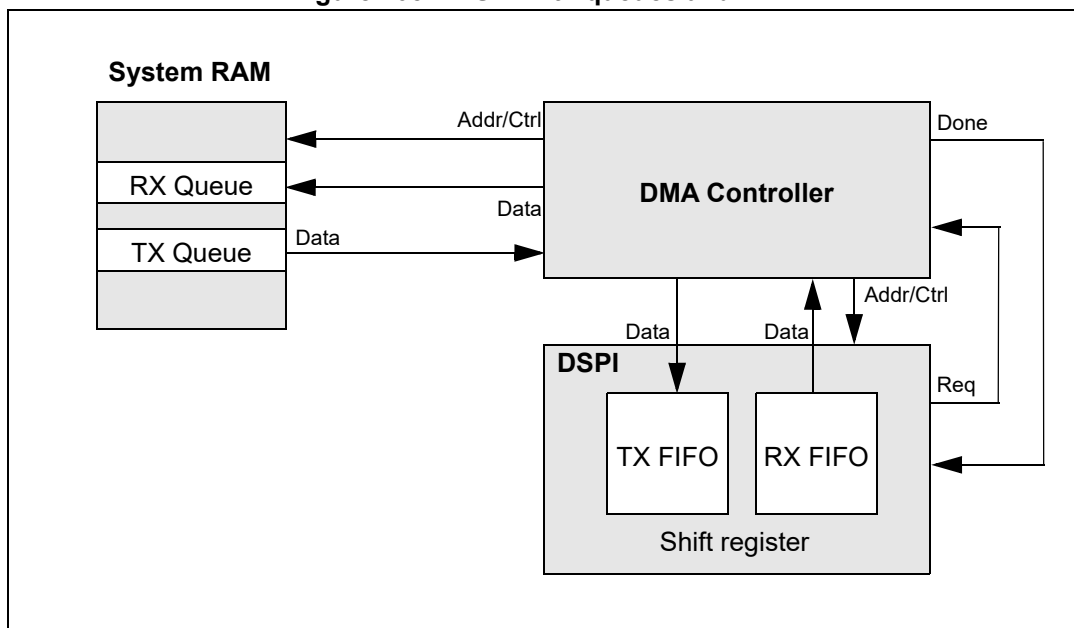 System RAM
Addr/Ctrl
Done
RX Queue
Data
DMA Controller
TX Queue
Data
Addr/Ctrl
Data
Data
DSPI
Req
TX FIFO
RX FIFO
Shift register